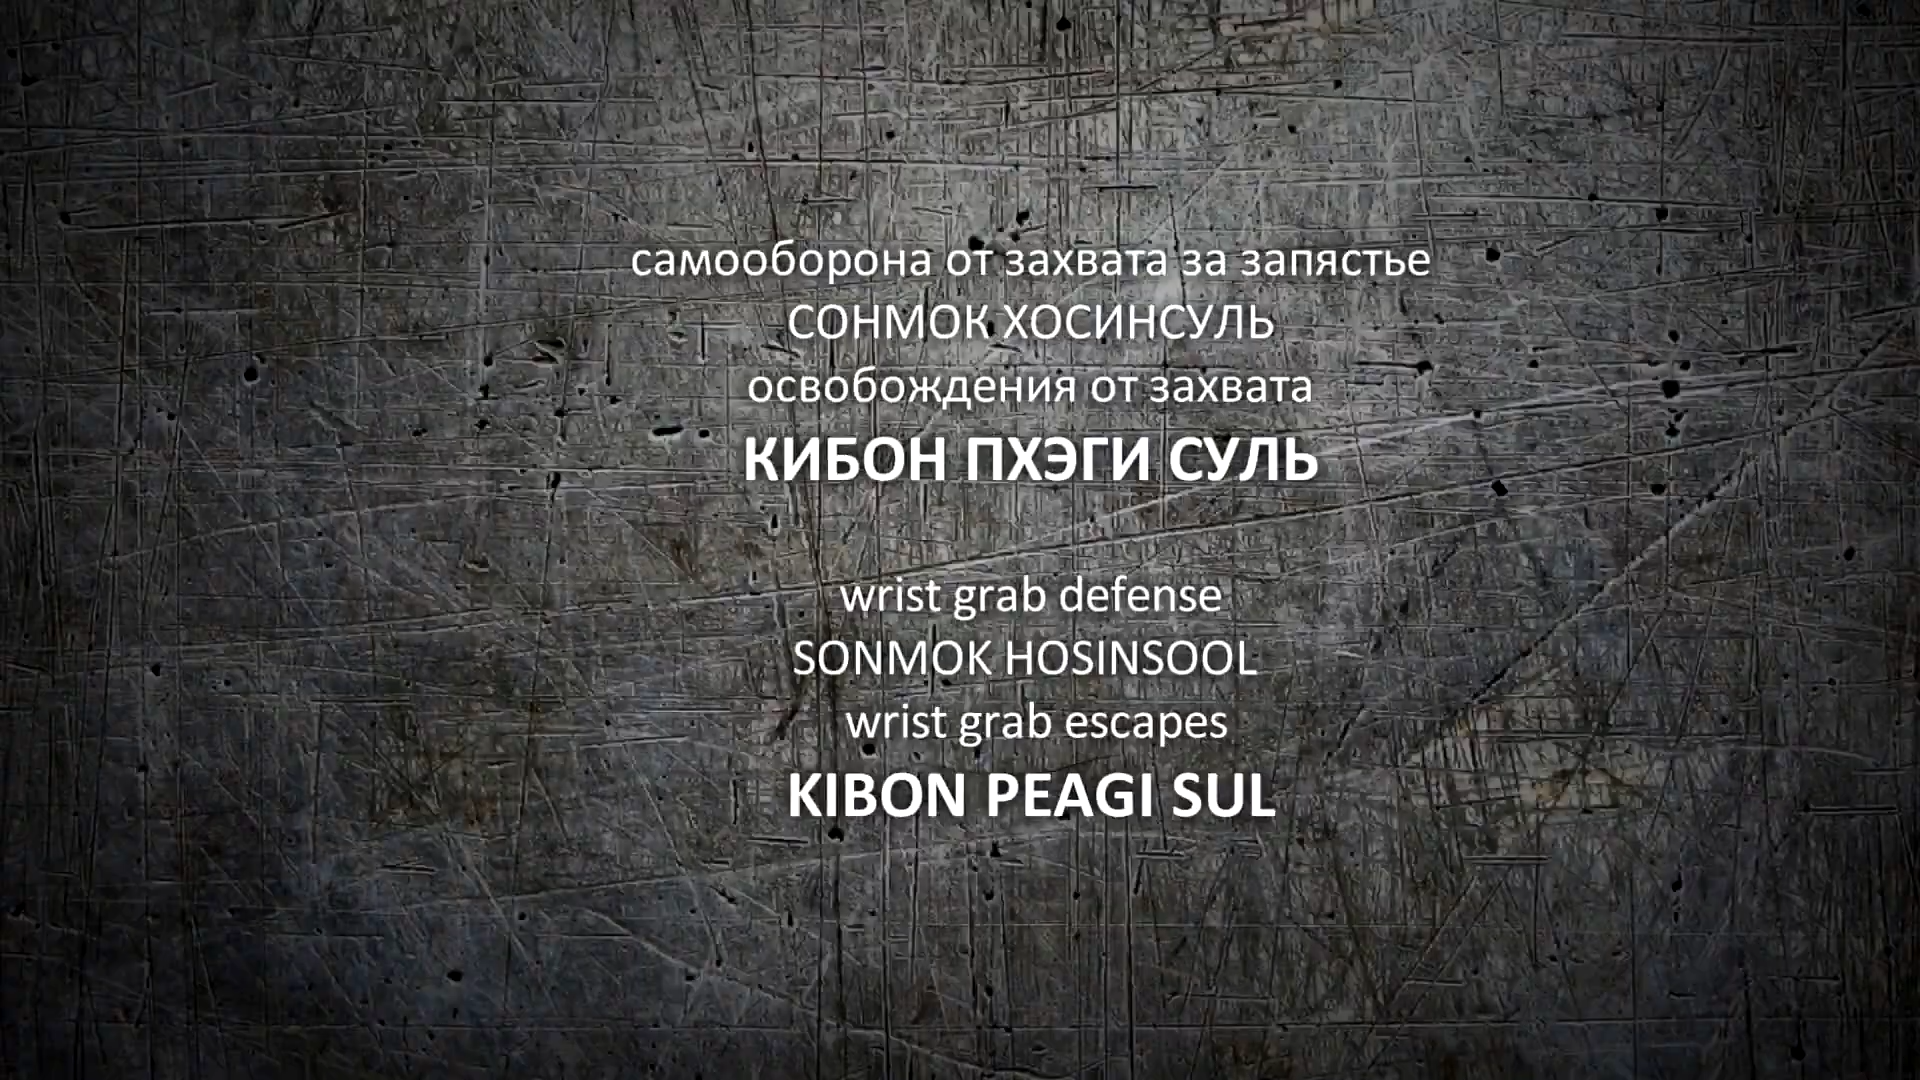 самооборона от захвата за запястье
СОНМОК ХОСИНСУЛЬ
освобождения от захвата
КИБОН ПХЭГИ СУЛЬ
wrist grab defense
SONMOK HOSINSOOL
wrist grab escapes
KIBON PEAGI SUL